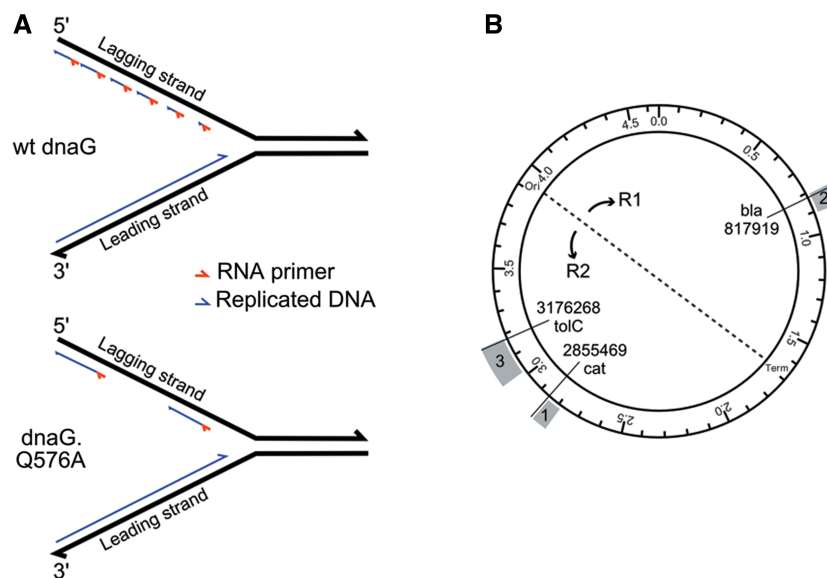 A
5'
Lagging strand
wt dnaG
Leading strand
3'
RNA primer
Replicated DNA
5'
Lagging strand
dnaG.
Q576A
Leading strand
3'
B
4.5
0.0
0.5
4.0
Ori
R1
bla
817919
2
1.0
R2
3.5
3176268
tolC
2855469
cat
3
3.0
1
1.5
Term
2.5
2.0